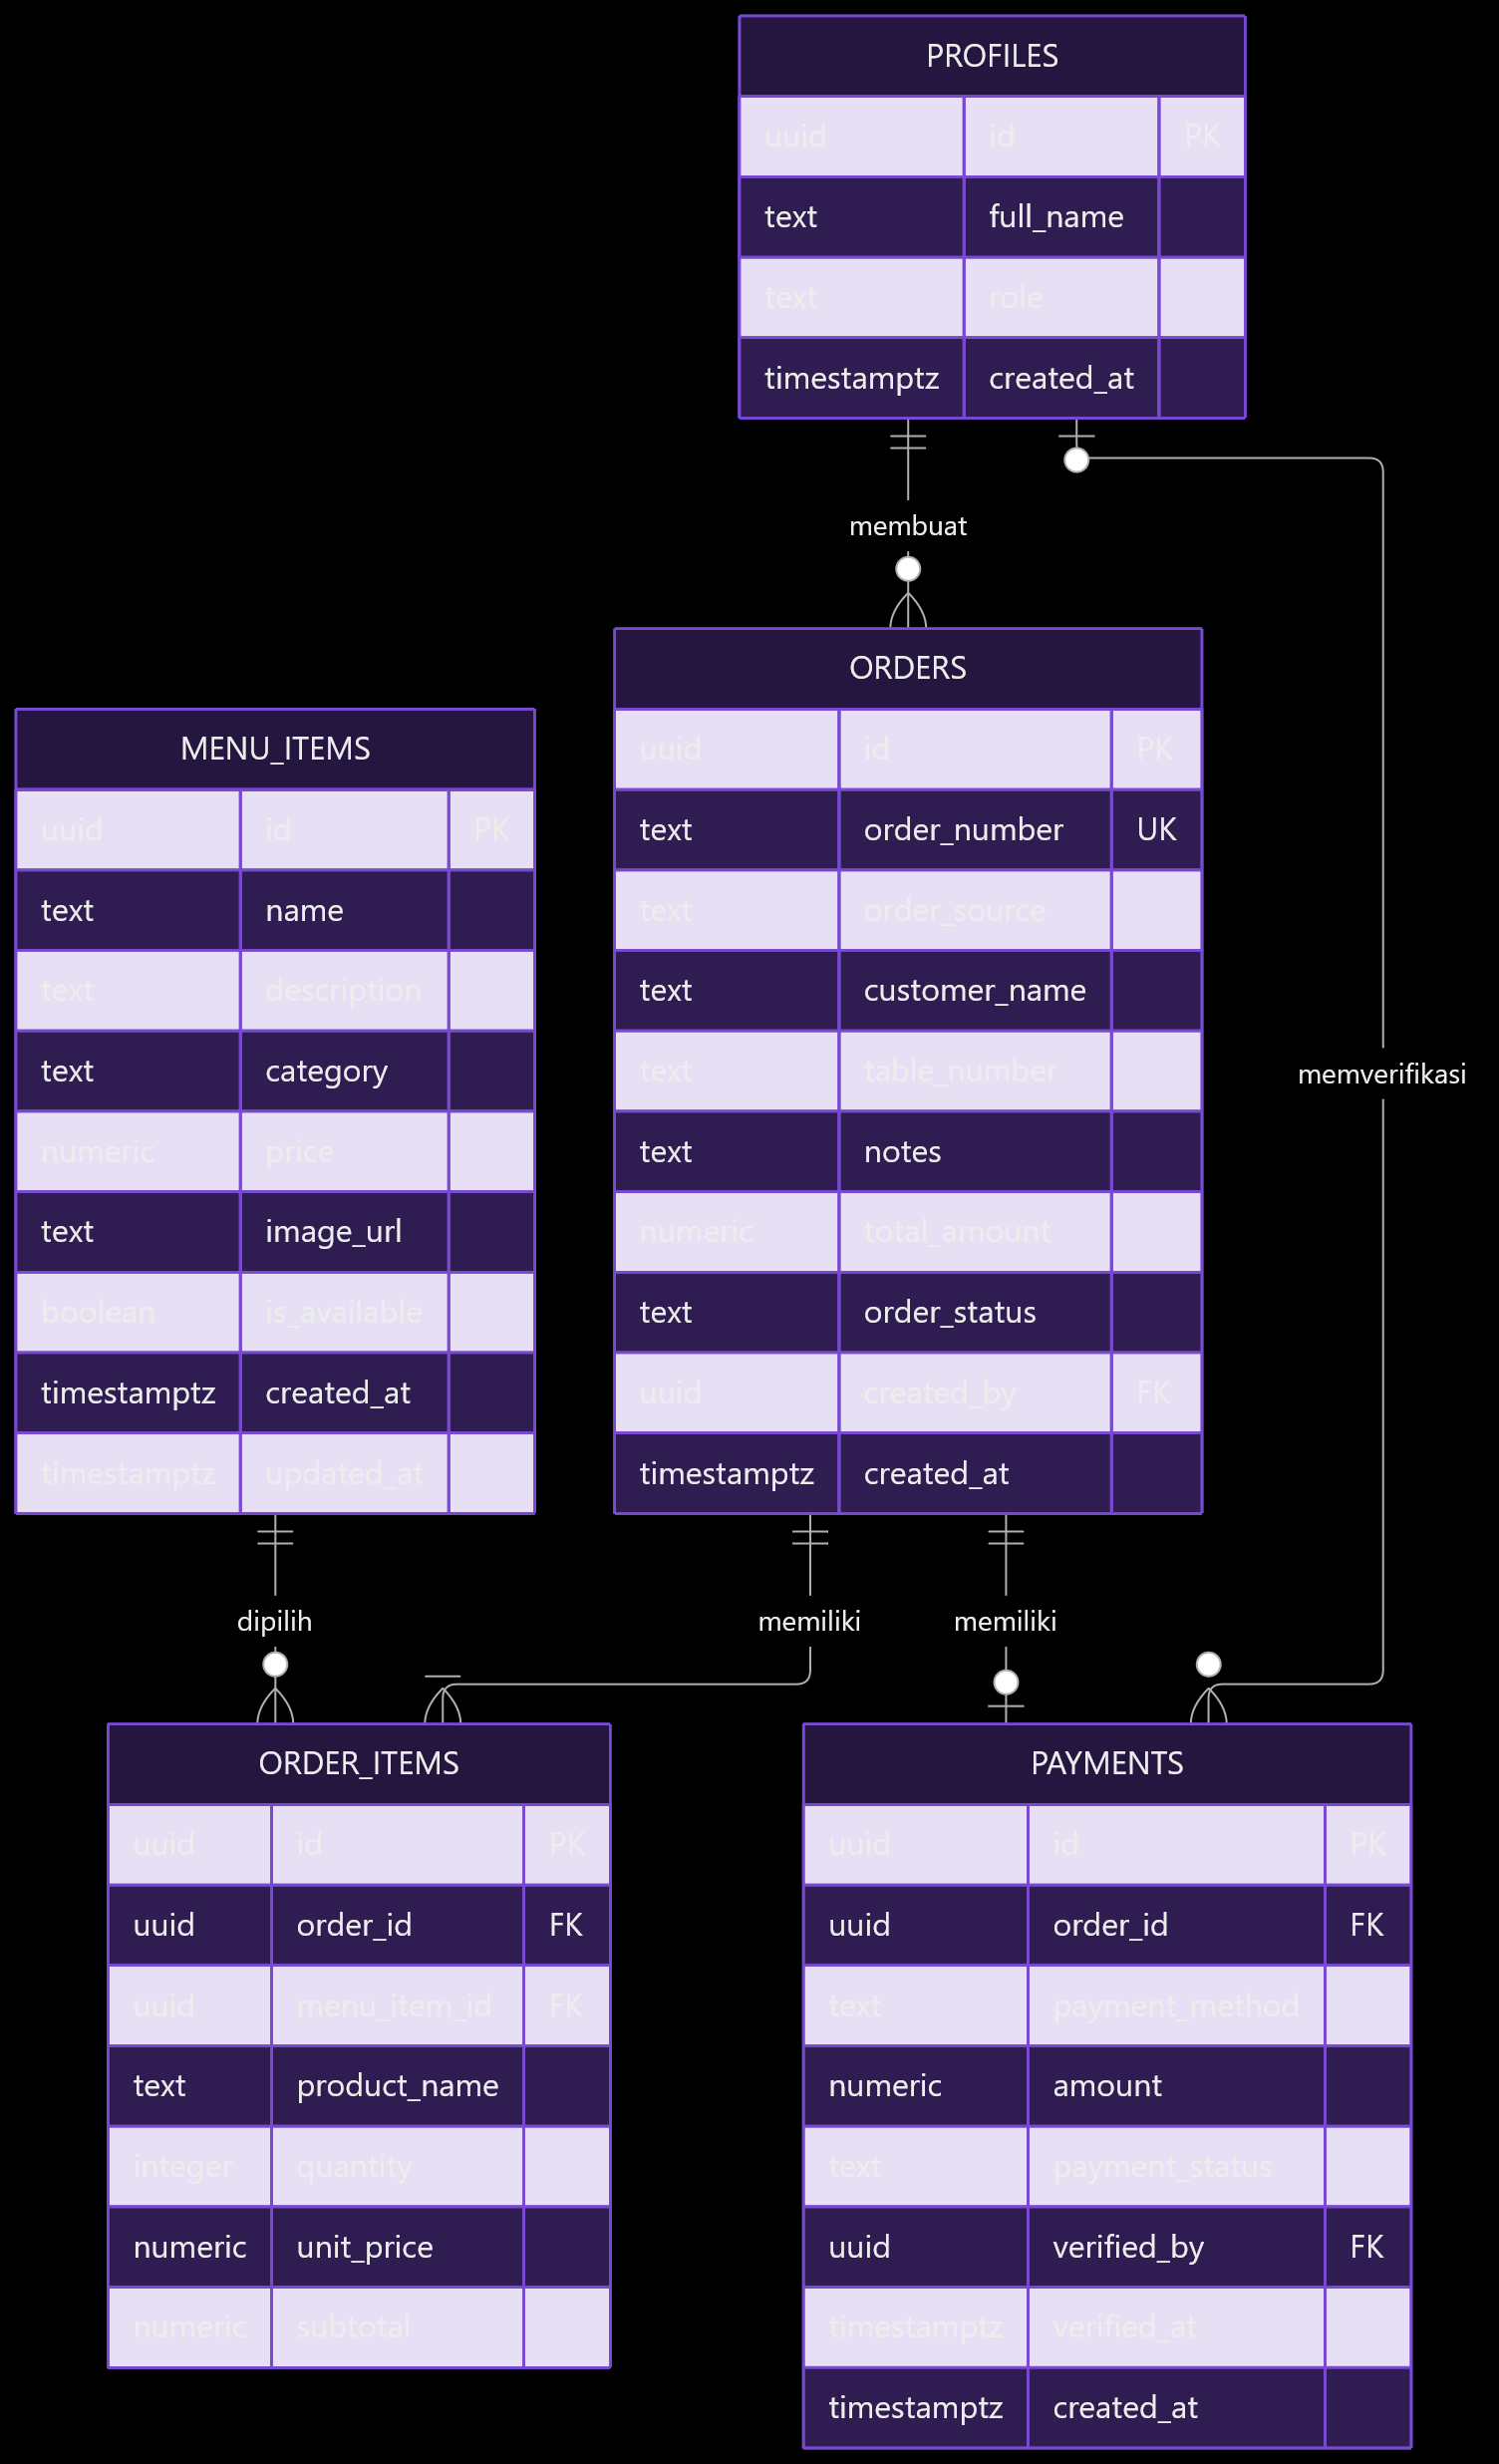 PROFILES
uuid id PK
text full_name
text role
timestamptz created_at
membuat
ORDERS
uuid id PK
text order_number UK
text order_source
text customer_name
text table_number
text notes
numeric total_amount
text order_status
uuid created_by FK
timestamptz created_at
MENU_ITEMS
uuid id PK
text name
text description
text category
numeric price
text image_url
boolean is_available
timestamptz created_at
timestamptz updated_at
memverifikasi
dipilih
memiliki
memiliki
ORDER_ITEMS
uuid id PK
uuid order_id FK
uuid menu_item_id FK
text product_name
integer quantity
numeric unit_price
numeric subtotal
PAYMENTS
uuid id PK
uuid order_id FK
text payment_method
numeric amount
text payment_status
uuid verified_by FK
timestamptz verified_at
timestamptz created_at